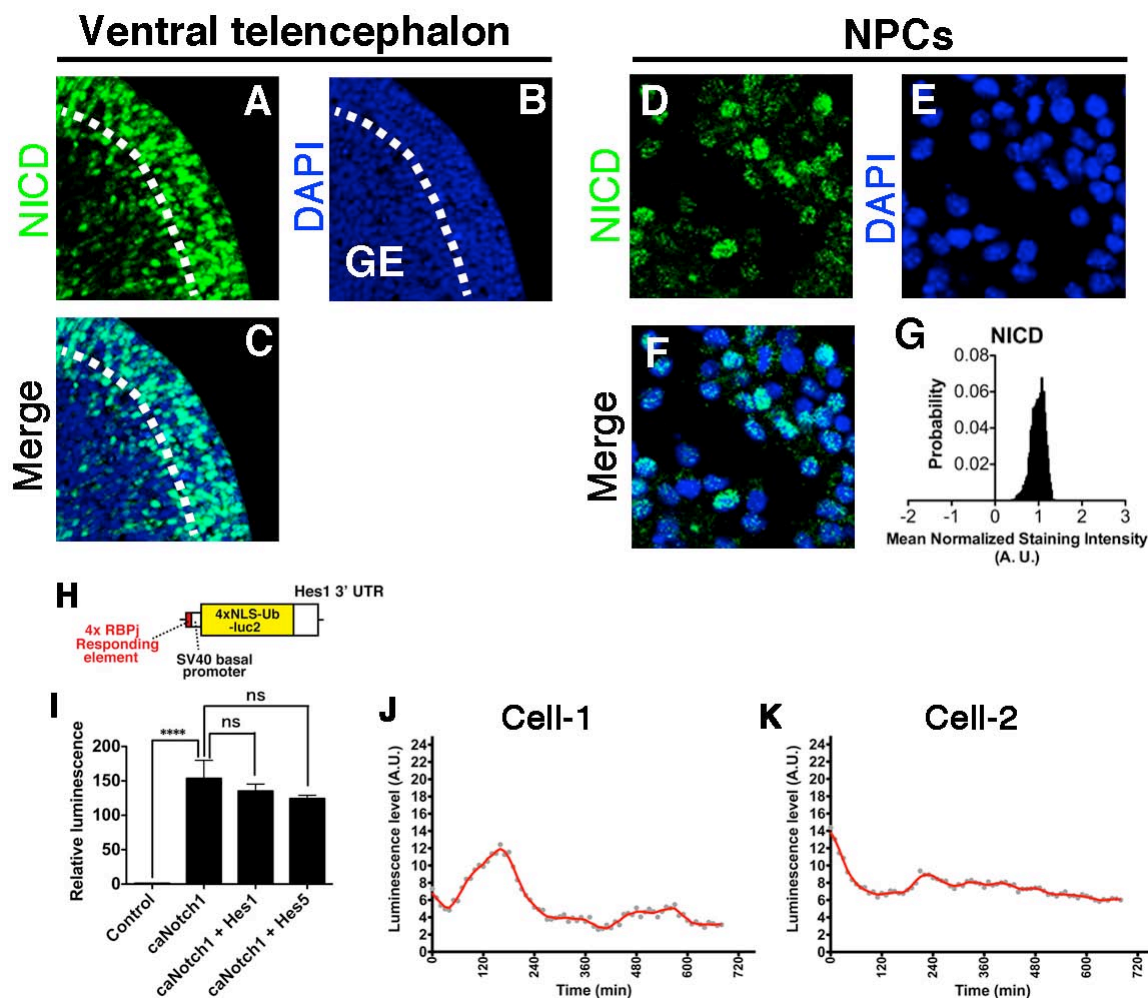 Ventral telencephalon
NPCs
NICD
A
DAPI
B
GE
NICD
D
DAPI
E
Merge
C
Merge
F
G
NICD
Probability
0.08
0.06
0.04
0.02
-2 -1 0 1 2 3
Mean Normalized Staining Intensity
(A. U.)
H
Hes1 3' UTR
4xNLS-Ub
-luc2
4x RBPj
Responding
element
SV40 basal
promoter
I
ns
ns
****
Relative luminescence
200
150
100
50
0
Control
caNotch1
caNotch1 + Hes1
caNotch1 + Hes5
J
Cell-1
Luminescence level (A.U.)
24
22
20
18
16
14
12
10
8
6
4
2
0
0 120 240 360 480 600 720
Time (min)
K
Cell-2
Luminescence level (A.U.)
24
22
20
18
16
14
12
10
8
6
4
2
0
0 120 240 360 480 600 720
Time (min)